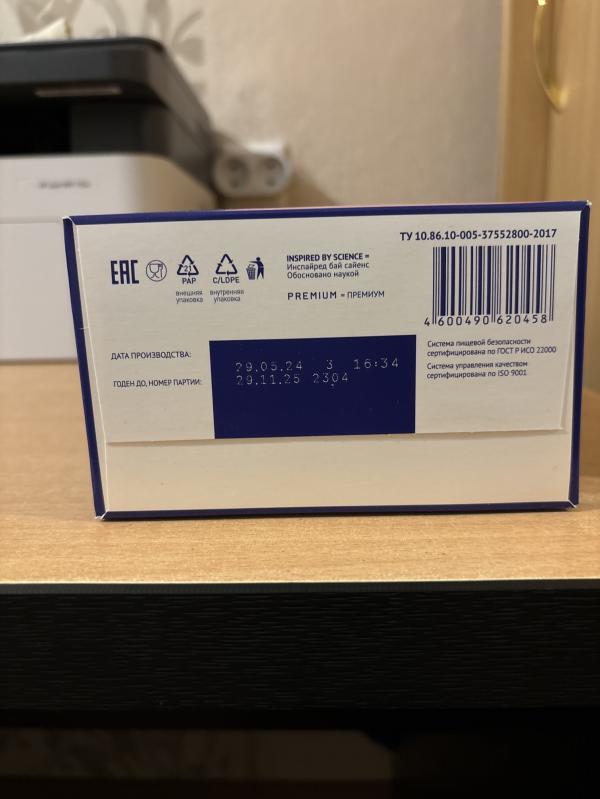 ТУ 10.86.10-005-37552800-2017
EAC
21
PAP
внешняя
упаковка
C/LDPE
внутренняя
упаковка
INSPIRED BY SCIENCE =
Инспайред бай сайенс
Обосновано наукой
PREMIUM = ПРЕМИУМ
4 600490 620458
Система пищевой безопасности
сертифицирована по ГОСТ Р ИСО 22000
Система управления качеством
сертифицирована по ISO 9001
ДАТА ПРОИЗВОДСТВА:
29.05.24 3 16:34
ГОДЕН ДО, НОМЕР ПАРТИИ:
29.11.25 2304